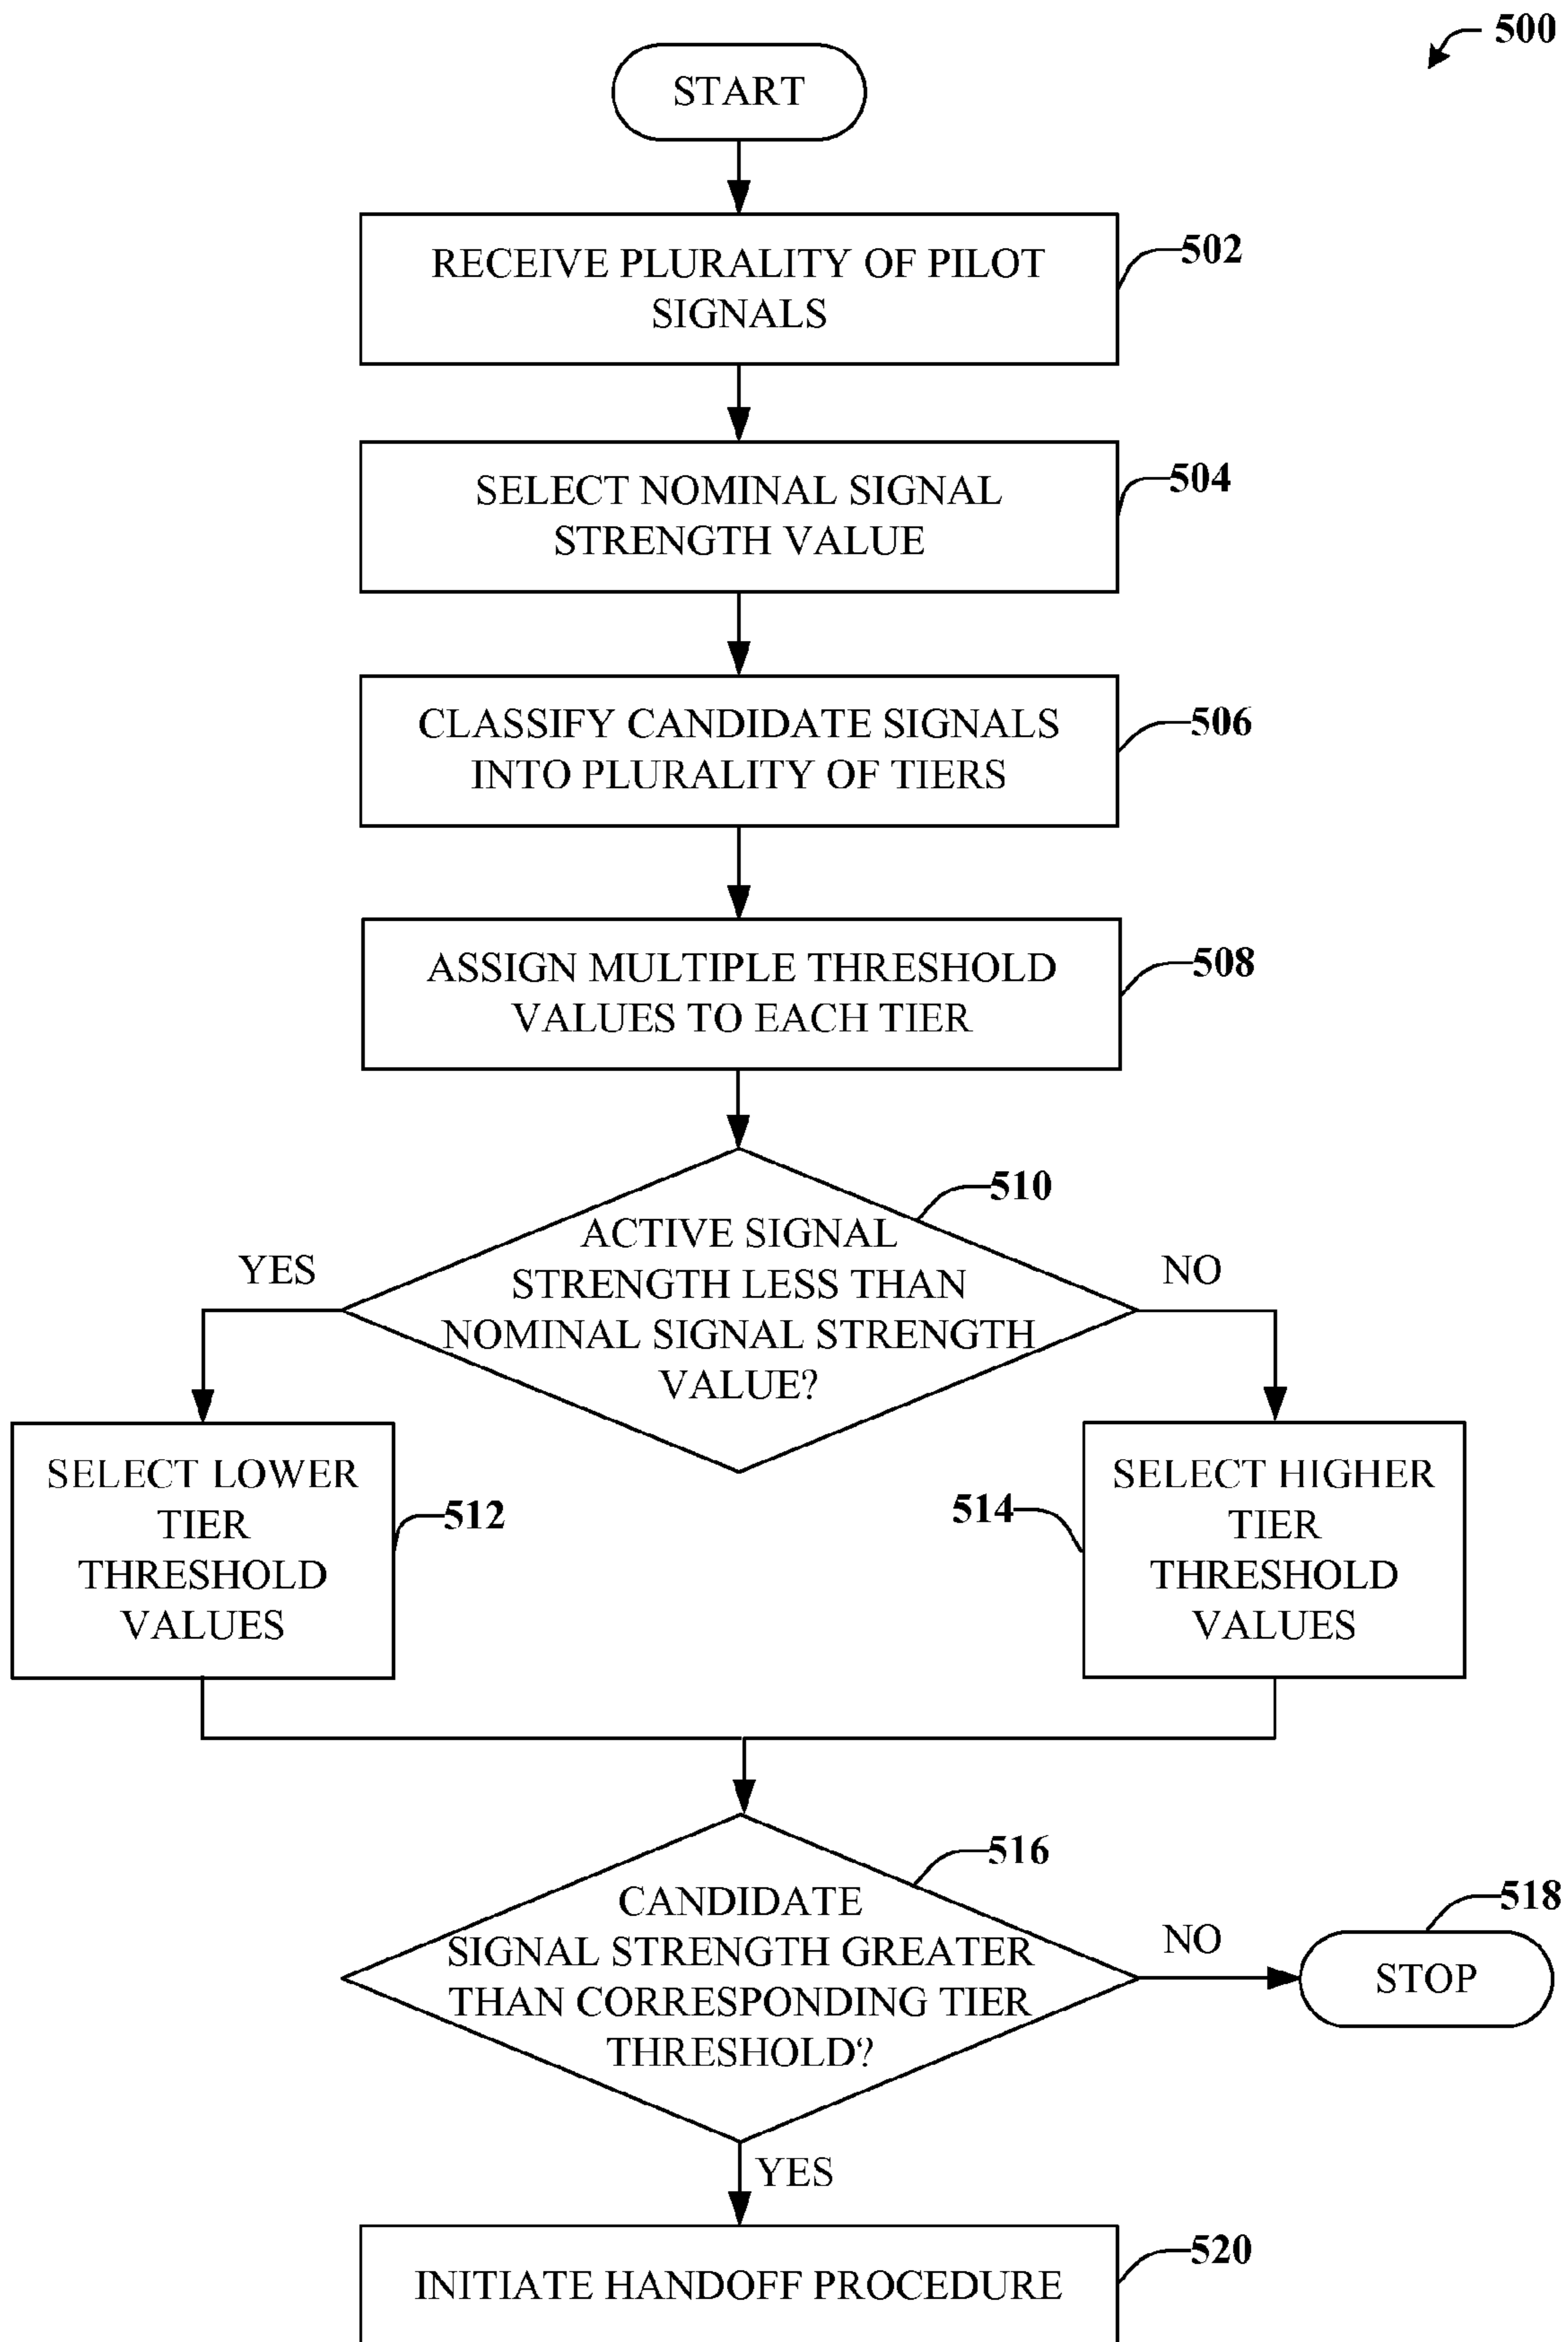 500
START
RECEIVE PLURALITY OF PILOT
SIGNALS
502
SELECT NOMINAL SIGNAL
STRENGTH VALUE
504
CLASSIFY CANDIDATE SIGNALS
INTO PLURALITY OF TIERS
506
ASSIGN MULTIPLE THRESHOLD
VALUES TO EACH TIER
508
510
ACTIVE SIGNAL
STRENGTH LESS THAN
NOMINAL SIGNAL STRENGTH
VALUE?
YES
NO
SELECT LOWER
TIER
THRESHOLD
VALUES
512
SELECT HIGHER
TIER
THRESHOLD
VALUES
514
516
CANDIDATE
SIGNAL STRENGTH GREATER
THAN CORRESPONDING TIER
THRESHOLD?
NO
518
STOP
YES
INITIATE HANDOFF PROCEDURE
520